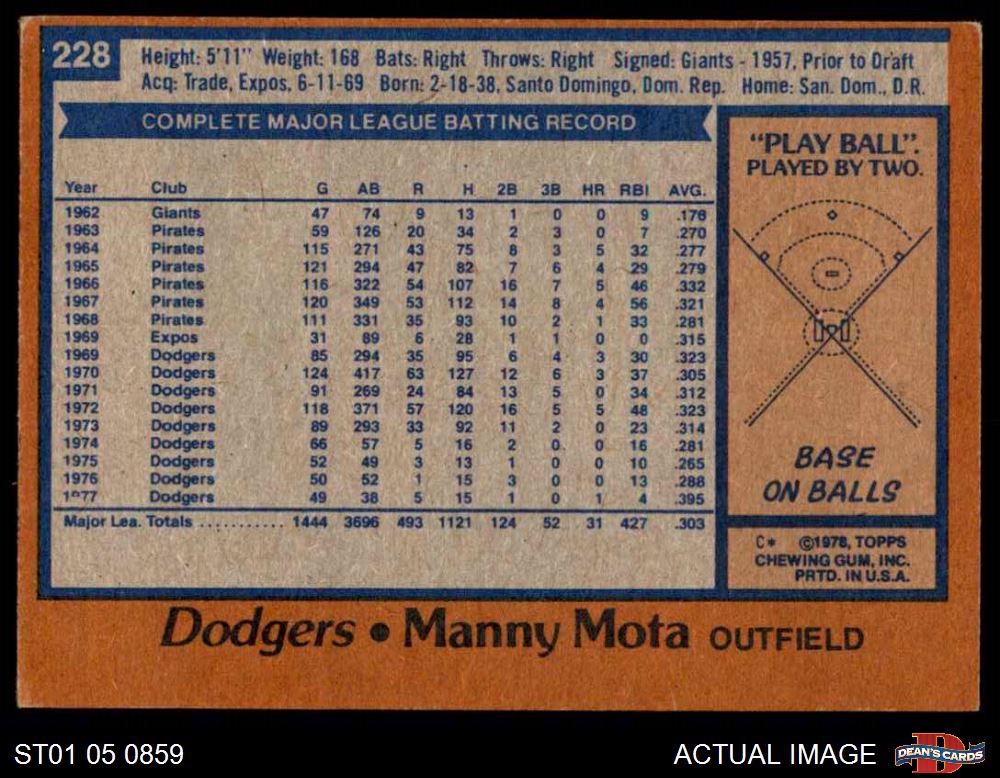 228
Height: 5'11" Weight: 168 Bats: Right Throws: Right Signed: Giants - 1957, Prior to Draft
Acq: Trade, Expos, 6-11-69 Born: 2-18-38, Santo Domingo, Dom. Rep. Home: San. Dom., D.R.
COMPLETE MAJOR LEAGUE BATTING RECORD
Year Club G AB R H 2B 3B HR RBI AVG.
1962 Giants 47 74 9 13 1 0 0 9 .176
1963 Pirates 59 126 20 34 2 3 0 7 .270
1964 Pirates 115 271 43 75 8 3 5 32 .277
1965 Pirates 121 294 47 82 7 6 4 29 .279
1966 Pirates 116 322 54 107 16 7 5 46 .332
1967 Pirates 120 349 53 112 14 8 4 56 .321
1968 Pirates 111 331 35 93 10 2 1 33 .281
1969 Expos 31 89 6 28 1 1 0 0 .315
1969 Dodgers 85 294 35 95 6 4 3 30 .323
1970 Dodgers 124 417 63 127 12 6 3 37 .305
1971 Dodgers 91 269 24 84 13 5 0 34 .312
1972 Dodgers 118 371 57 120 16 5 5 48 .323
1973 Dodgers 89 293 33 92 11 2 0 23 .314
1974 Dodgers 66 57 5 16 2 0. 0 16 .281
1975 Dodgers 52 49 3 13 1 0 0 10 .265
1976 Dodgers 50 52 1 15 3 0 0 13 .288
1977 Dodgers 49 38 5 15 1 0 1 4 .395
Major Lea. Totals ........... 1444 3696 493 1121 124 52 31 427 .303
"PLAY BALL".
PLAYED BY TWO.
BASE
ON BALLS
C* ©1978, TOPPS
CHEWING GUM, INC.
PRTD. IN U.S.A.
Dodgers • Manny Mota OUTFIELD
ST01 05 0859
ACTUAL IMAGE
DEAN'S CARDS